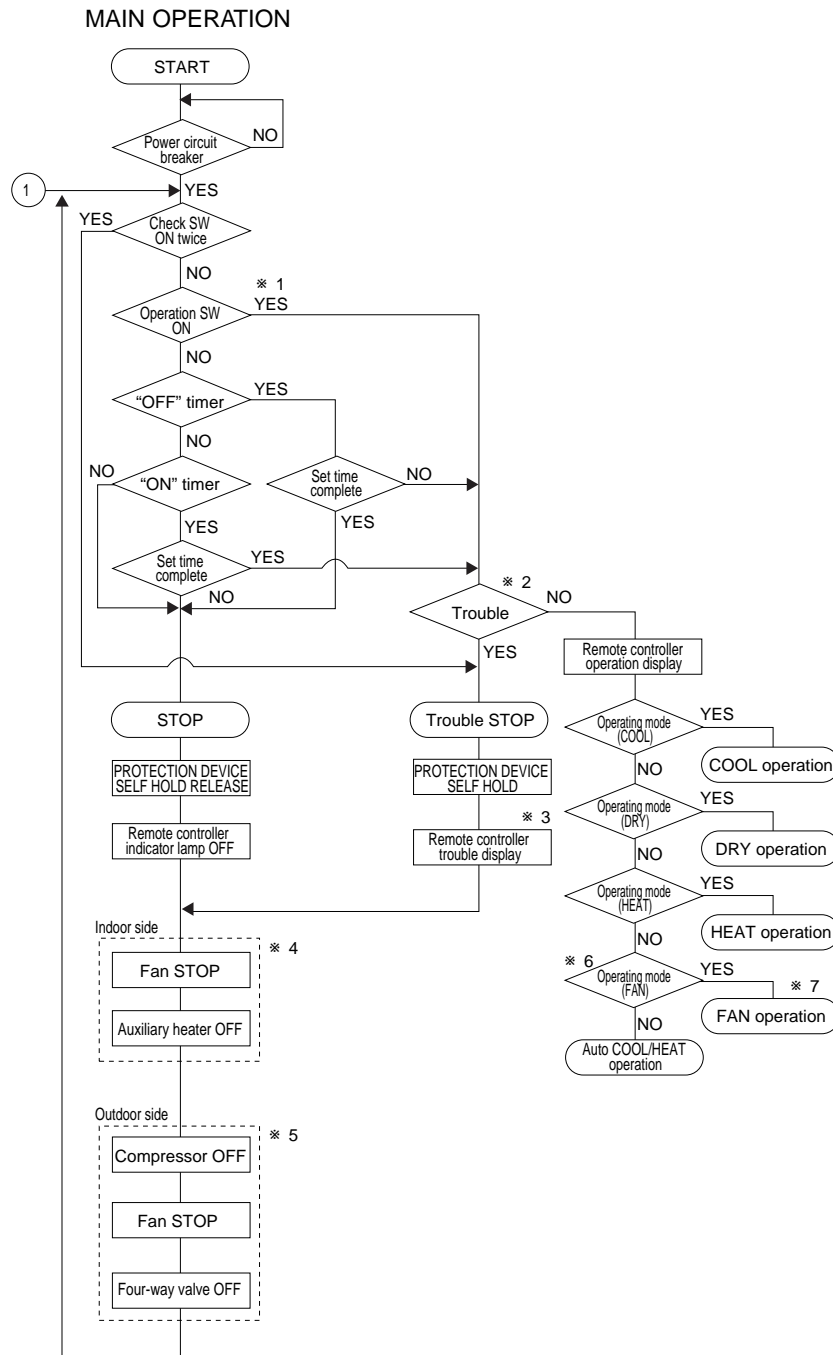 MAIN OPERATION
START
NO
Power circuit
breaker
1
YES
YES
Check SW
ON twice
NO
※ 1
YES
Operation SW
ON
NO
YES
“OFF” timer
NO
NO
“ON” timer
Set time
complete
NO
YES
YES
Set time
complete
YES
NO
※ 2
NO
Trouble
YES
Remote controller
operation display
STOP
Trouble STOP
Operating mode
(COOL)
YES
COOL operation
NO
PROTECTION DEVICE
SELF HOLD RELEASE
PROTECTION DEVICE
SELF HOLD
Operating mode
(DRY)
YES
DRY operation
NO
※ 3
Remote controller
indicator lamp OFF
Remote controller
trouble display
Operating mode
(HEAT)
YES
HEAT operation
NO
Indoor side
※ 4
Fan STOP
Auxiliary heater OFF
※ 6
Operating mode
(FAN)
YES
※ 7
FAN operation
NO
Auto COOL/HEAT
operation
Outdoor side
※ 5
Compressor OFF
Fan STOP
Four-way valve OFF